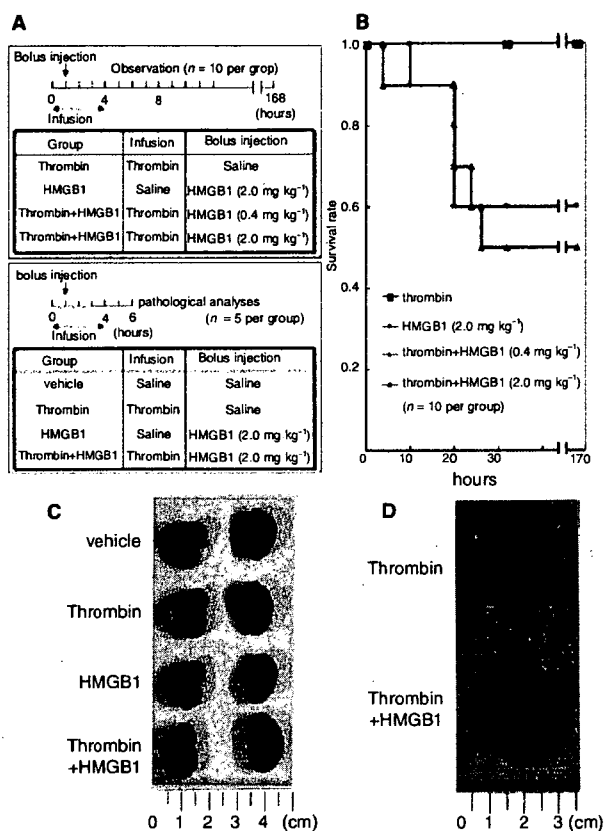 A
Bolus injection
Observation (n = 10 per grop)
0 4 8 168
(hours)
Infusion
Group Infusion Bolus injection
Thrombin Thrombin Saline
HMGB1 Saline HMGB1 (2.0 mg kg⁻¹)
Thrombin+HMGB1 Thrombin HMGB1 (0.4 mg kg⁻¹)
Thrombin+HMGB1 Thrombin HMGB1 (2.0 mg kg⁻¹)
bolus injection
pathological analyses
0 4 6
(hours) (n = 5 per group)
Infusion
Group Infusion Bolus injection
vehicle Saline Saline
Thrombin Thrombin Saline
HMGB1 Saline HMGB1 (2.0 mg kg⁻¹)
Thrombin+HMGB1 Thrombin HMGB1 (2.0 mg kg⁻¹)
B
1.0
0.8
0.6
0.4
0.2
Survival rate
thrombin
HMGB1 (2.0 mg kg⁻¹)
thrombin+HMGB1 (0.4 mg kg⁻¹)
thrombin+HMGB1 (2.0 mg kg⁻¹)
(n = 10 per group)
0 10 20 30 170
hours
C
vehicle
Thrombin
HMGB1
Thrombin
+HMGB1
0 1 2 3 4 (cm)
D
Thrombin
Thrombin
+HMGB1
0 1 2 3 (cm)